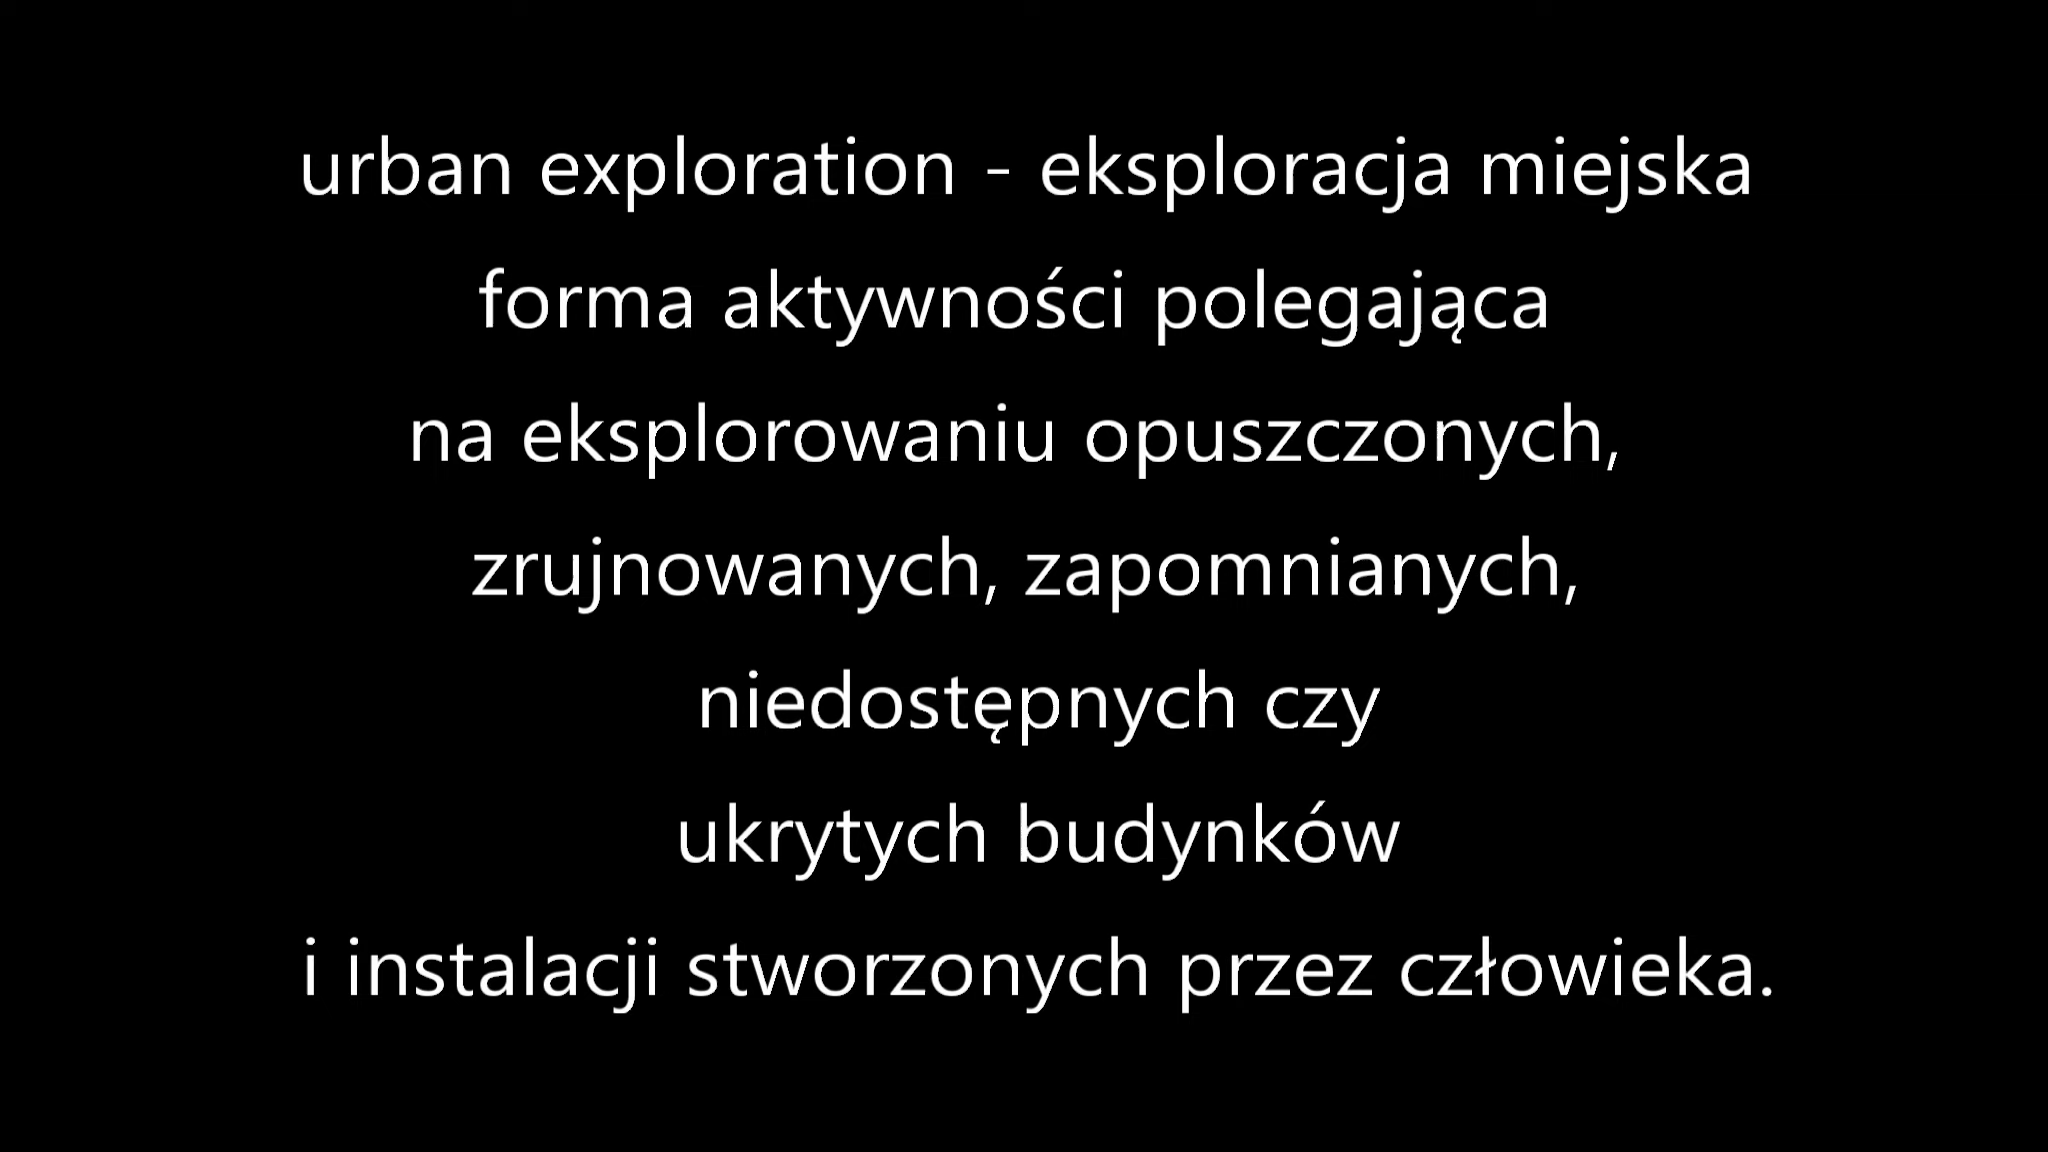 urban exploration - eksploracja miejska
forma aktywności polegająca
na eksplorowaniu opuszczonych,
zrujnowanych, zapomnianych,
niedostępnych czy
ukrytych budynków
i instalacji stworzonych przez człowieka.